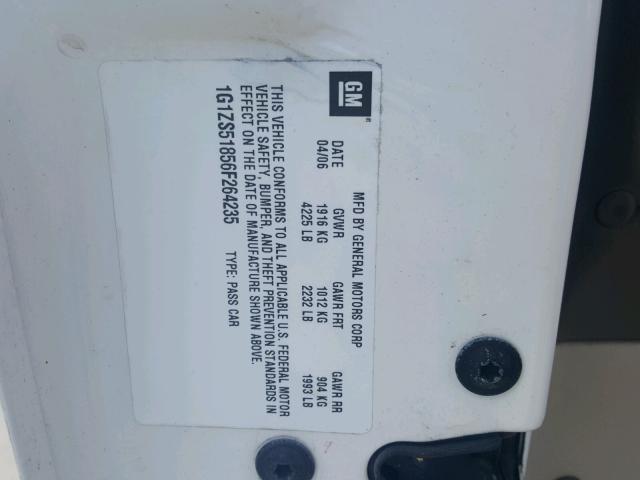 GM
MFD BY GENERAL MOTORS CORP
DATE GVWR GAWR FRT GAWR RR
04/06 1916 KG 1012 KG 904 KG
4225 LB 2232 LB 1993 LB
THIS VEHICLE CONFORMS TO ALL APPLICABLE U.S. FEDERAL MOTOR
VEHICLE SAFETY, BUMPER, AND THEFT PREVENTION STANDARDS IN
EFFECT ON THE DATE OF MANUFACTURE SHOWN ABOVE.
1G1ZS51856F264235 TYPE: PASS CAR